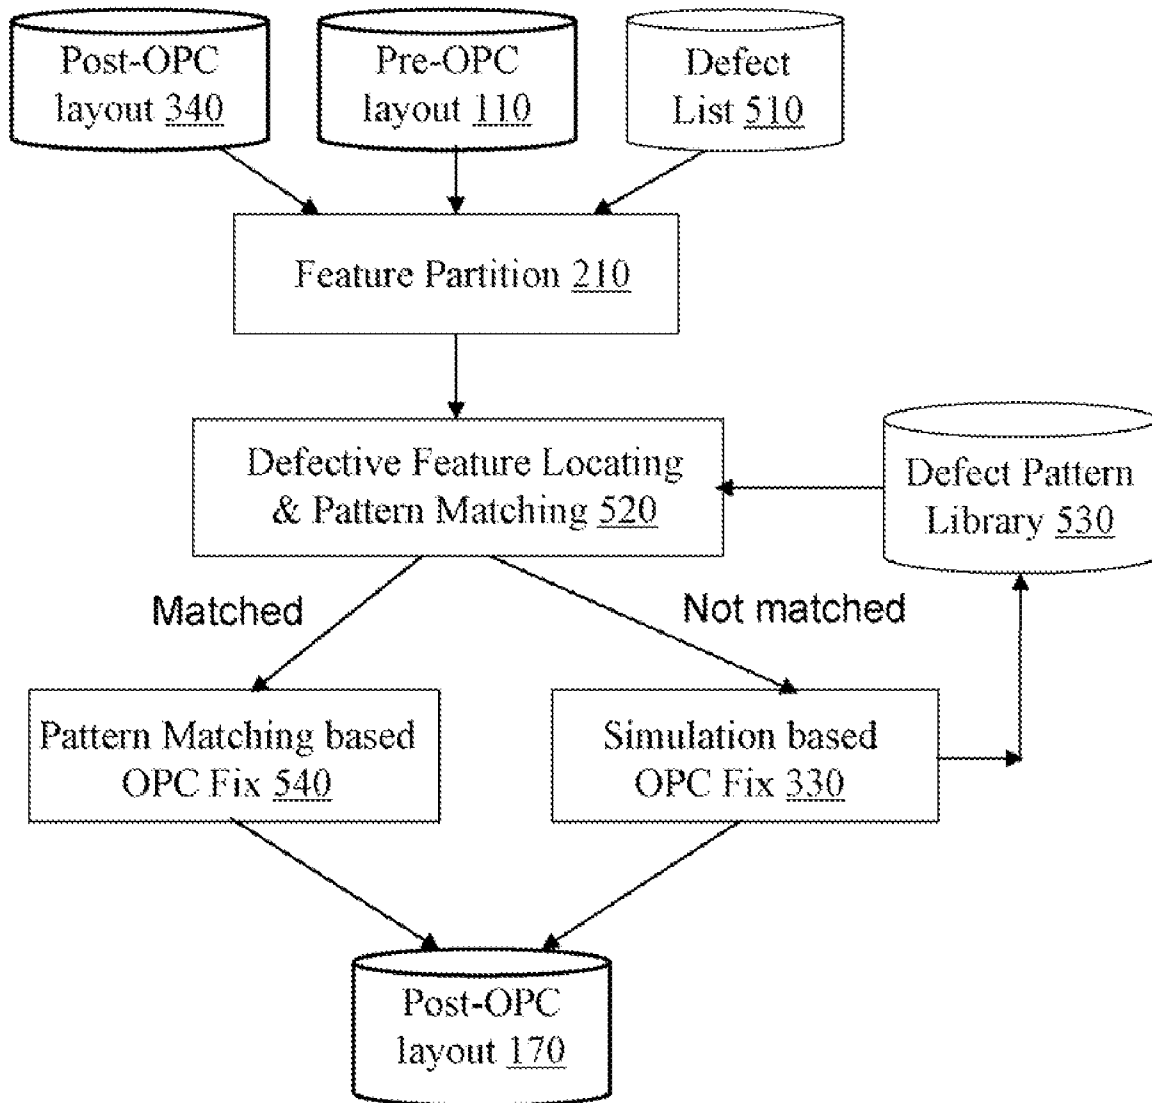 Post-OPC
layout 340
Pre-OPC
layout 110
Defect
List 510
Feature Partition 210
Defective Feature Locating
& Pattern Matching 520
Defect Pattern
Library 530
Matched
Not matched
Pattern Matching based
OPC Fix 540
Simulation based
OPC Fix 330
Post-OPC
layout 170